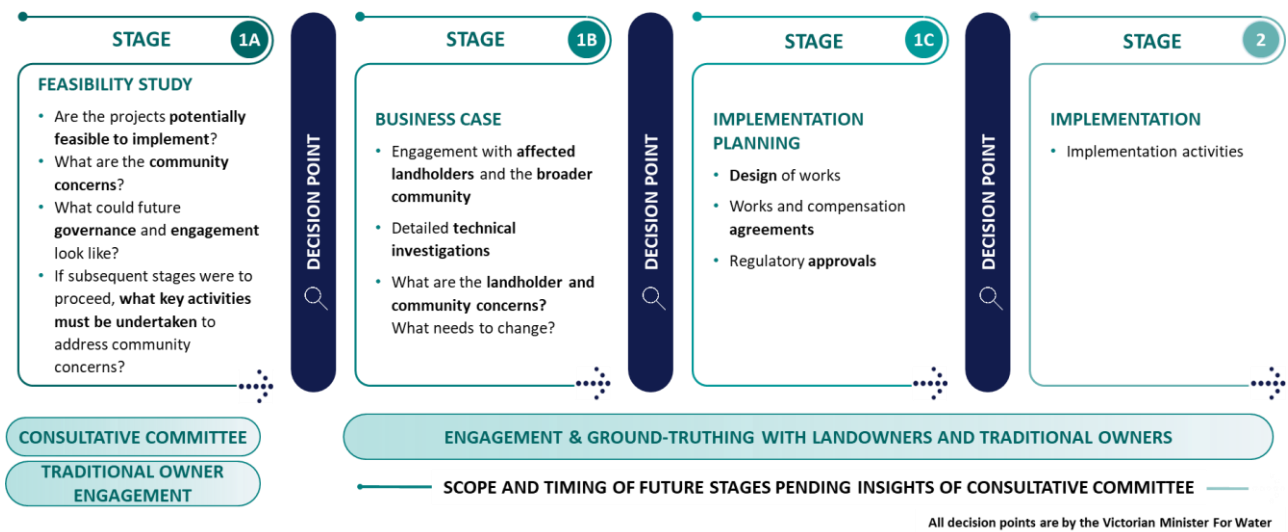 STAGE 1A
FEASIBILITY STUDY
• Are the projects potentially
feasible to implement?
• What are the community
concerns?
• What could future
governance and engagement
look like?
• If subsequent stages were to
proceed, what key activities
must be undertaken to
address community
concerns?
DECISION POINT
STAGE 1B
BUSINESS CASE
• Engagement with affected
landholders and the broader
community
• Detailed technical
investigations
• What are the landholder and
community concerns?
What needs to change?
DECISION POINT
STAGE 1C
IMPLEMENTATION
PLANNING
• Design of works
• Works and compensation
agreements
• Regulatory approvals
DECISION POINT
STAGE 2
IMPLEMENTATION
• Implementation activities
CONSULTATIVE COMMITTEE
TRADITIONAL OWNER
ENGAGEMENT
ENGAGEMENT & GROUND-TRUTHING WITH LANDOWNERS AND TRADITIONAL OWNERS
SCOPE AND TIMING OF FUTURE STAGES PENDING INSIGHTS OF CONSULTATIVE COMMITTEE
All decision points are by the Victorian Minister For Water